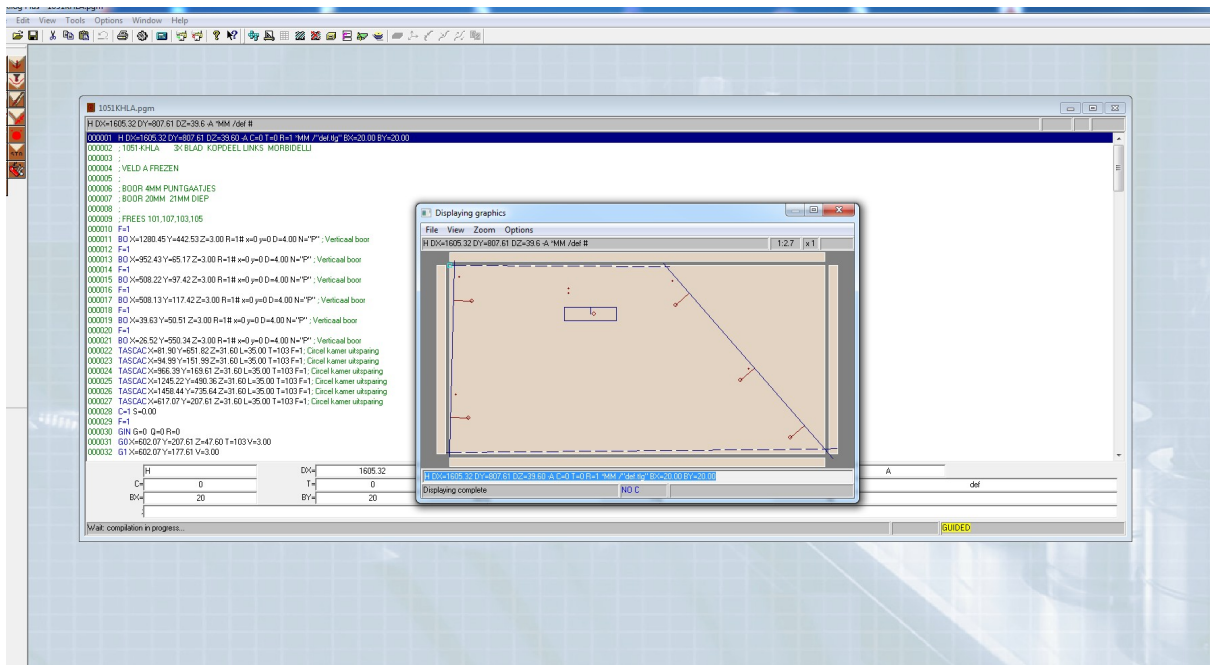 Plus - 1051KHLA.pgm
Edit View Tools Options Window Help
1051KHLA.pgm
H DX=1605.32 DY=807.61 DZ=39.6 -A *MM /def #
000001 H DX=1605.32 DY=807.61 DZ=39.60 -A C=0 T=0 R=1 *MM /"def.tlg" BX=20.00 BY=20.00
000002 ; 1051-KHLA 3X BLAD KOPDEEL LINKS MORBIDELLI
000003 ;
000004 ; VELD A FREZEN
000005 ;
000006 ; BOOR 4MM PUNTGAATJES
000007 ; BOOR 20MM 21MM DIEP
000008 ;
000009 ; FREES 101,107,103,105
000010 F=1
000011 BO X=1280.45 Y=442.53 Z=3.00 R=1# x=0 y=0 D=4.00 N="P" ; Verticaal boor
000012 F=1
000013 BO X=952.43 Y=65.17 Z=3.00 R=1# x=0 y=0 D=4.00 N="P" ; Verticaal boor
000014 F=1
000015 BO X=508.22 Y=97.42 Z=3.00 R=1# x=0 y=0 D=4.00 N="P" ; Verticaal boor
000016 F=1
000017 BO X=508.13 Y=117.42 Z=3.00 R=1# x=0 y=0 D=4.00 N="P" ; Verticaal boor
000018 F=1
000019 BO X=39.63 Y=50.51 Z=3.00 R=1# x=0 y=0 D=4.00 N="P" ; Verticaal boor
000020 F=1
000021 BO X=26.52 Y=550.34 Z=3.00 R=1# x=0 y=0 D=4.00 N="P" ; Verticaal boor
000022 TASCAC X=81.90 Y=651.82 Z=31.60 L=35.00 T=103 F=1; Circel kamer uitsparing
000023 TASCAC X=94.99 Y=151.99 Z=31.60 L=35.00 T=103 F=1; Circel kamer uitsparing
000024 TASCAC X=966.39 Y=169.61 Z=31.60 L=35.00 T=103 F=1; Circel kamer uitsparing
000025 TASCAC X=1245.22 Y=490.36 Z=31.60 L=35.00 T=103 F=1; Circel kamer uitsparing
000026 TASCAC X=1458.44 Y=735.64 Z=31.60 L=35.00 T=103 F=1; Circel kamer uitsparing
000027 TASCAC X=617.07 Y=207.61 Z=31.60 L=35.00 T=103 F=1; Circel kamer uitsparing
000028 C=1 S=0.00
000029 F=1
000030 GIN G=0 Q=0 R=0
000031 G0 X=602.07 Y=207.61 Z=47.60 T=103 V=3.00
000032 G1 X=602.07 Y=177.61 V=3.00
Displaying graphics
File View Zoom Options
H DX=1605.32 DY=807.61 DZ=39.6 -A *MM /def # 1:2.7 x 1
H DX=1605.32 DY=807.61 DZ=39.60 -A C=0 T=0 R=1 *MM /"def.tlg" BX=20.00 BY=20.00
Displaying complete NO C
H DX= 1605.32 A
C= 0 T= 0 def
BX= 20 BY= 20
;
Wait: compilation in progress... GUIDED